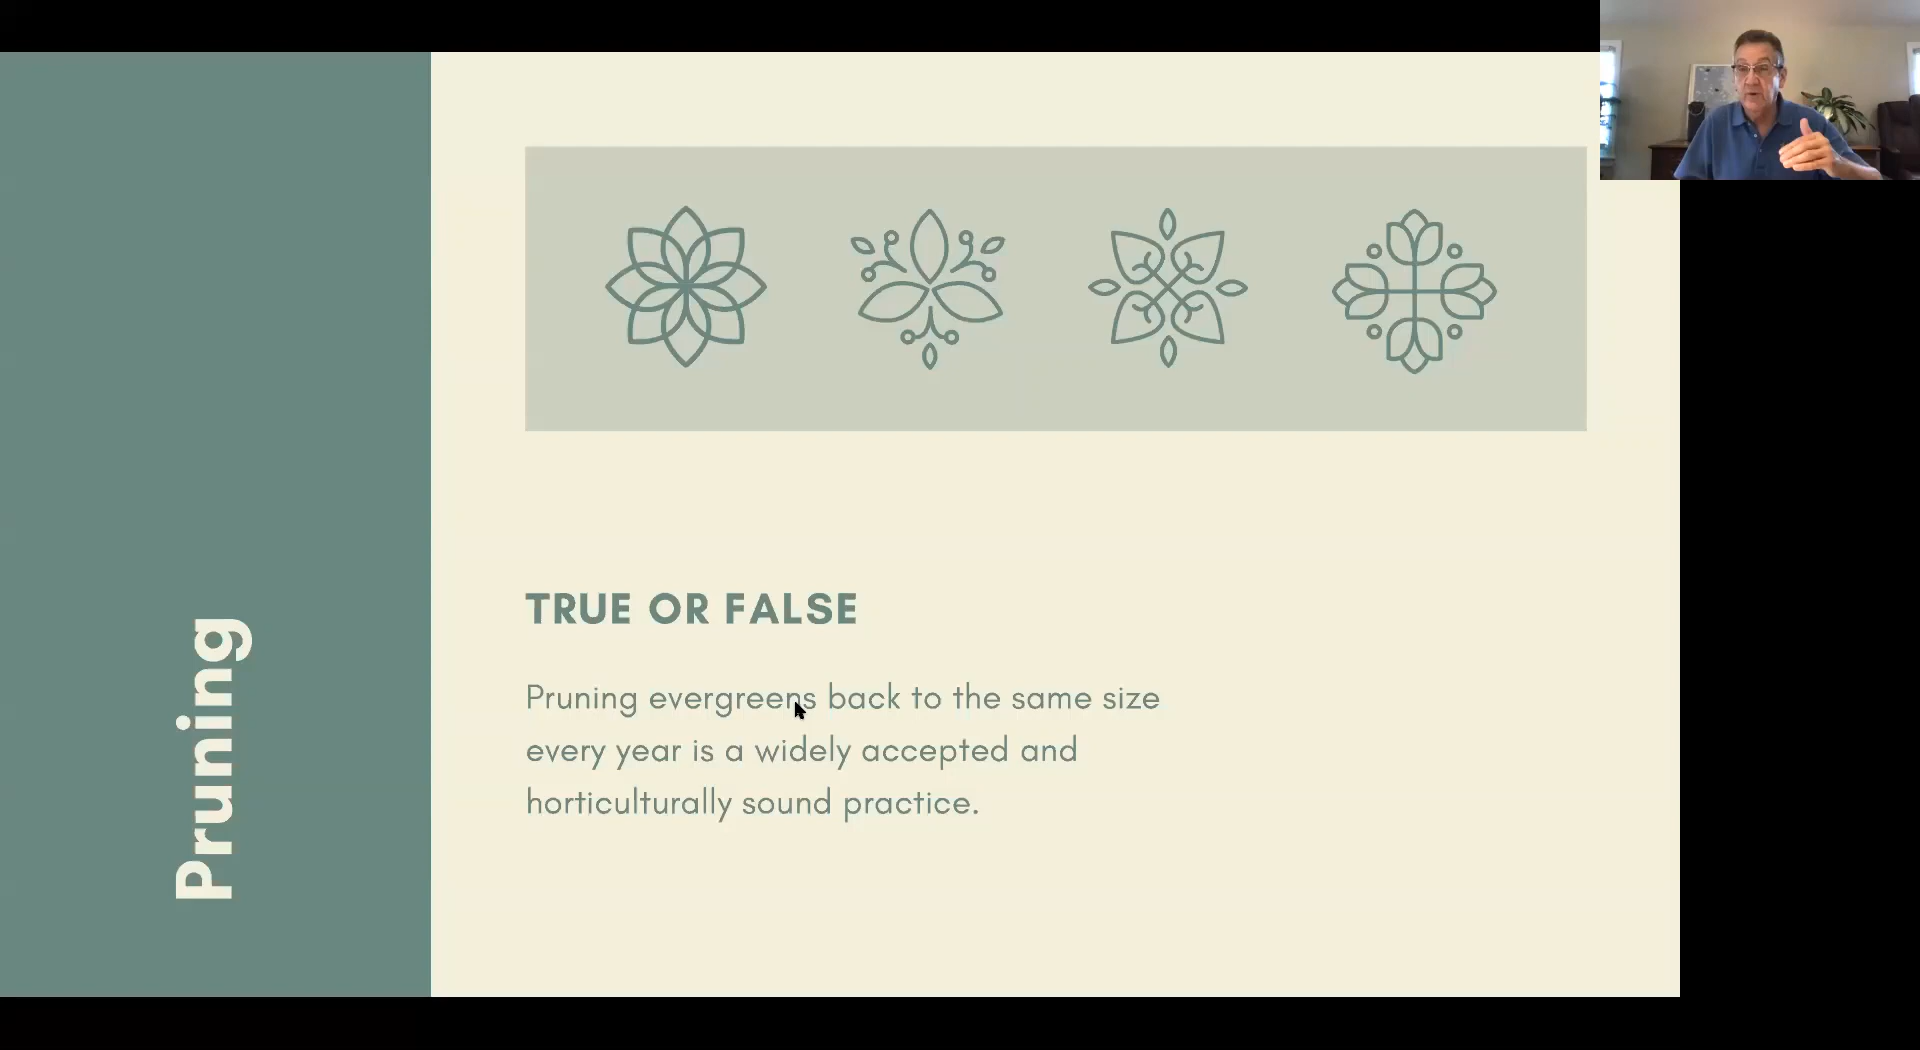 Pruning
TRUE OR FALSE
Pruning evergreens back to the same size
every year is a widely accepted and
horticulturally sound practice.